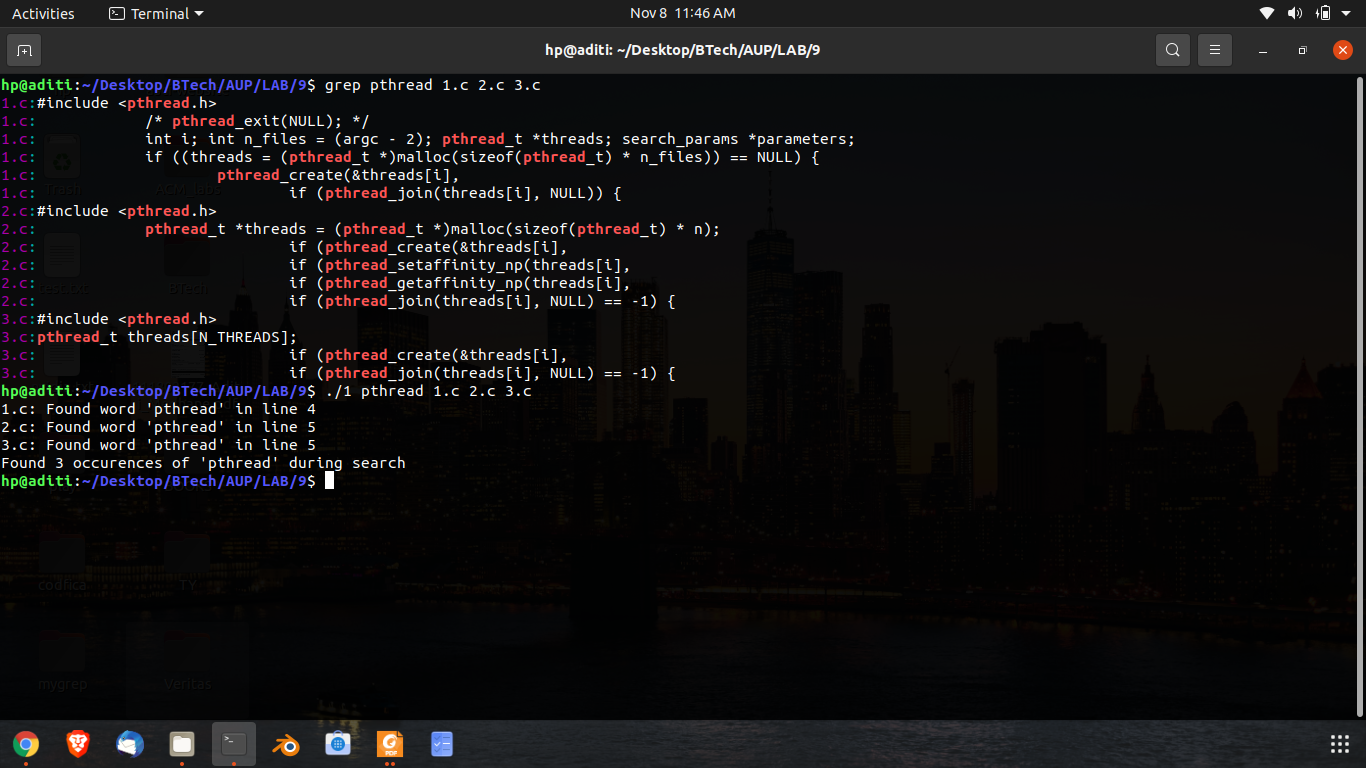 Activities Terminal Nov 8 11:46 AM
hp@aditi: ~/Desktop/BTech/AUP/LAB/9
hp@aditi:~/Desktop/BTech/AUP/LAB/9$ grep pthread 1.c 2.c 3.c
1.c:#include <pthread.h>
1.c:            /* pthread_exit(NULL); */
1.c:            int i; int n_files = (argc - 2); pthread_t *threads; search_params *parameters;
1.c:            if ((threads = (pthread_t *)malloc(sizeof(pthread_t) * n_files)) == NULL) {
1.c:                    pthread_create(&threads[i],
1.c:                            if (pthread_join(threads[i], NULL)) {
2.c:#include <pthread.h>
2.c:            pthread_t *threads = (pthread_t *)malloc(sizeof(pthread_t) * n);
2.c:                            if (pthread_create(&threads[i],
2.c:                            if (pthread_setaffinity_np(threads[i],
2.c:                            if (pthread_getaffinity_np(threads[i],
2.c:                            if (pthread_join(threads[i], NULL) == -1) {
3.c:#include <pthread.h>
3.c:pthread_t threads[N_THREADS];
3.c:                            if (pthread_create(&threads[i],
3.c:                            if (pthread_join(threads[i], NULL) == -1) {
hp@aditi:~/Desktop/BTech/AUP/LAB/9$ ./1 pthread 1.c 2.c 3.c
1.c: Found word 'pthread' in line 4
2.c: Found word 'pthread' in line 5
3.c: Found word 'pthread' in line 5
Found 3 occurences of 'pthread' during search
hp@aditi:~/Desktop/BTech/AUP/LAB/9$
Trash
BTech
codfica TY
mygrep Veritas
PDF